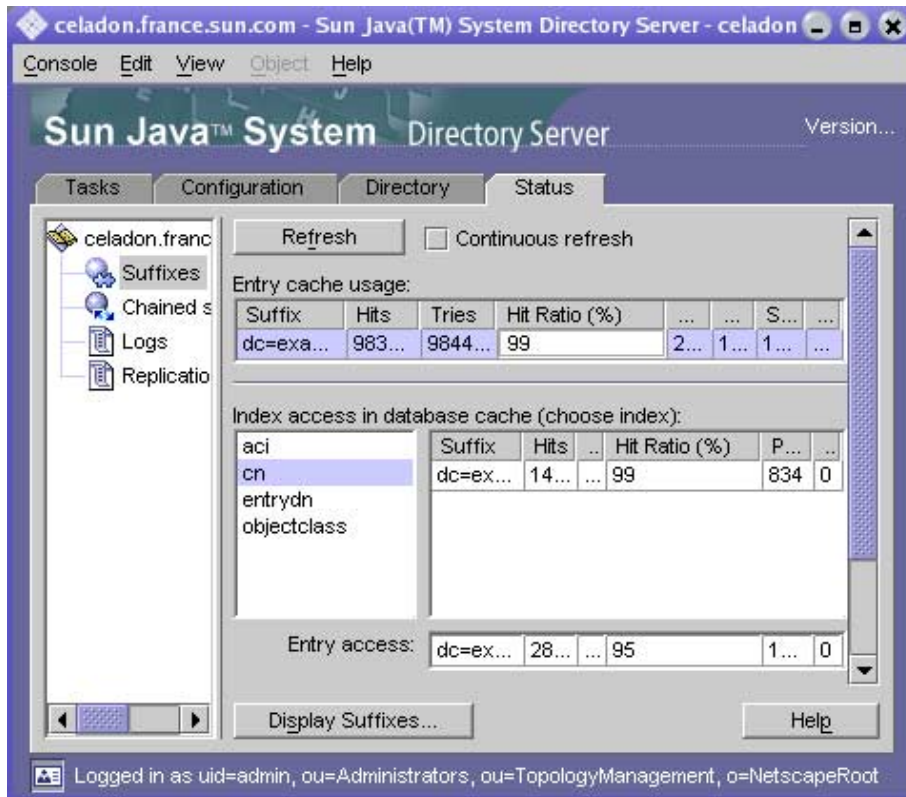 celadon.france.sun.com - Sun Java(TM) System Directory Server - celadon
Console Edit View Object Help
Sun Java™ System Directory Server
Version...
Tasks Configuration Directory Status
celadon.franc
Suffixes
Chained s
Logs
Replicatio
Refresh Continuous refresh
Entry cache usage:
Suffix Hits Tries Hit Ratio (%) ... ... S... ...
dc=exa... 983... 9844... 99 2... 1... 1... ...
Index access in database cache (choose index):
aci
cn
entrydn
objectclass
Suffix Hits .. Hit Ratio (%) P... ..
dc=ex... 14... ... 99 834 0
Entry access: dc=ex... 28... ... 95 1... 0
Display Suffixes... Help
Logged in as uid=admin, ou=Administrators, ou=TopologyManagement, o=NetscapeRoot